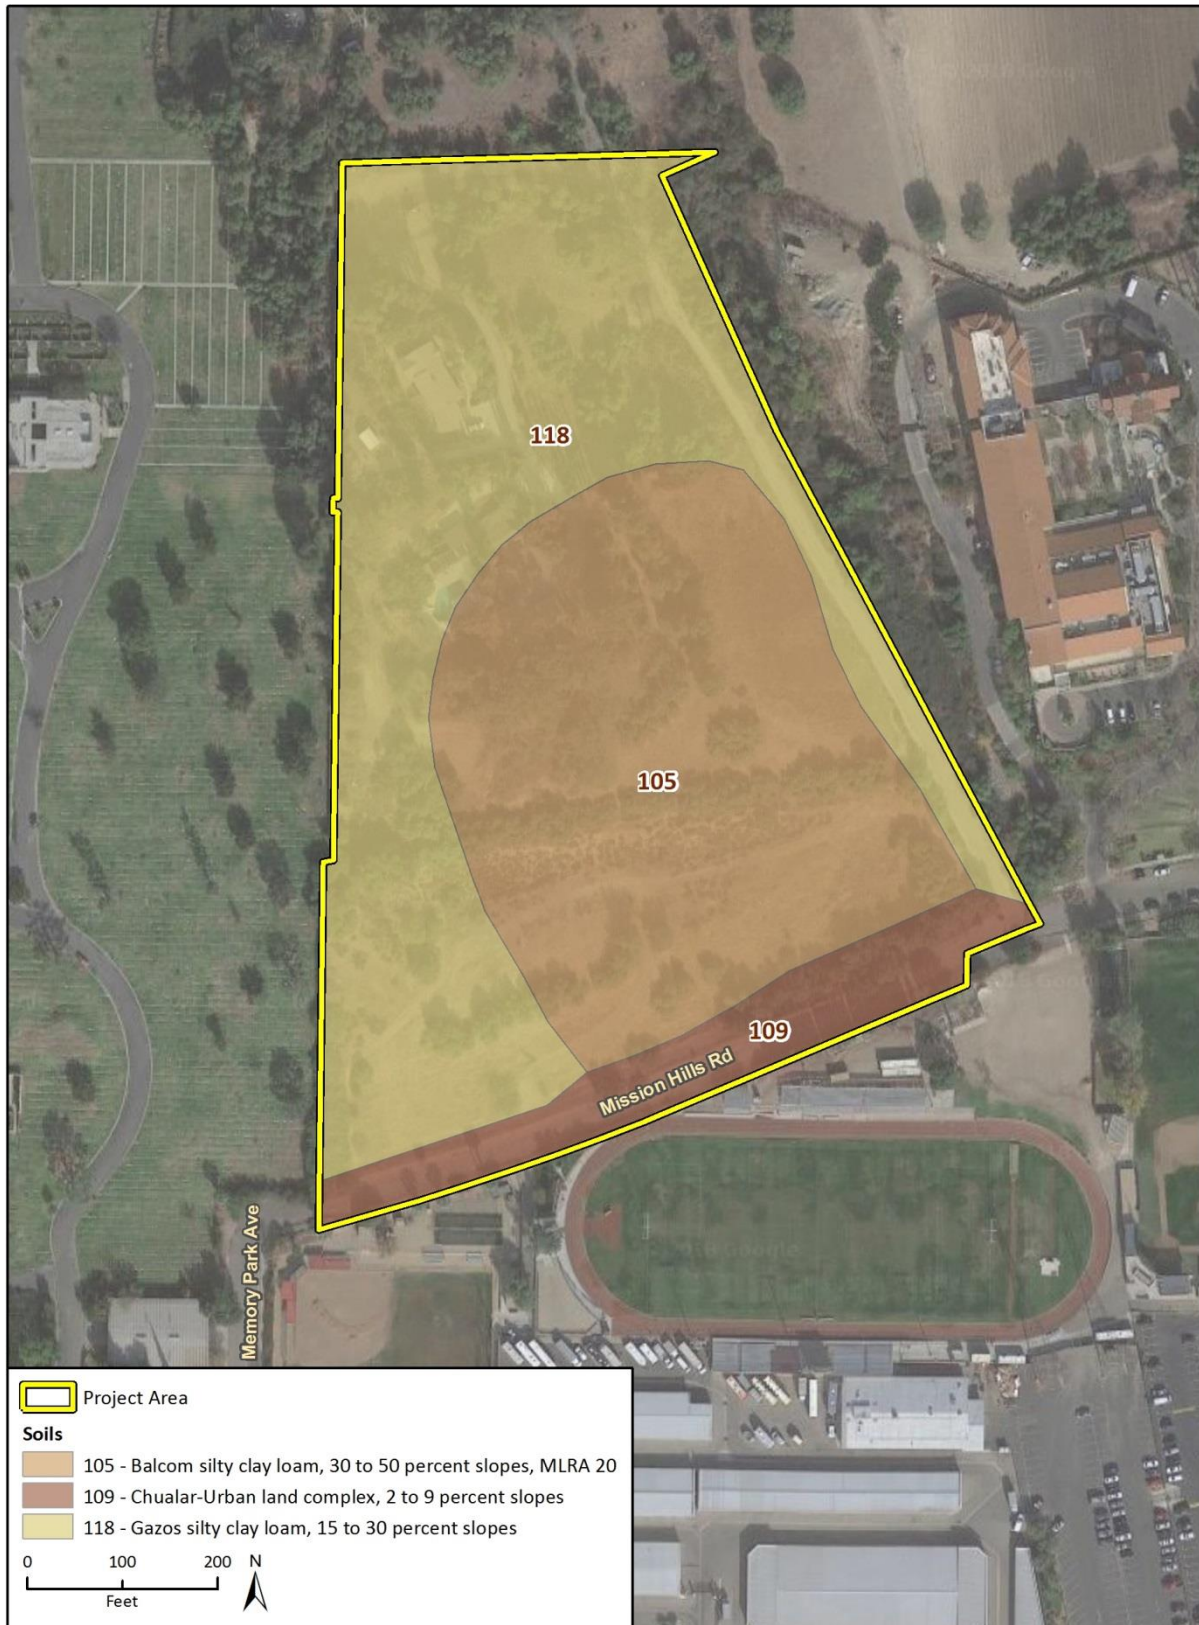 118
105
109
Mission Hills Rd
Memory Park Ave
Project Area
Soils
105 - Balcom silty clay loam, 30 to 50 percent slopes, MLRA 20
109 - Chualar-Urban land complex, 2 to 9 percent slopes
118 - Gazos silty clay loam, 15 to 30 percent slopes
0 100 200 N
Feet